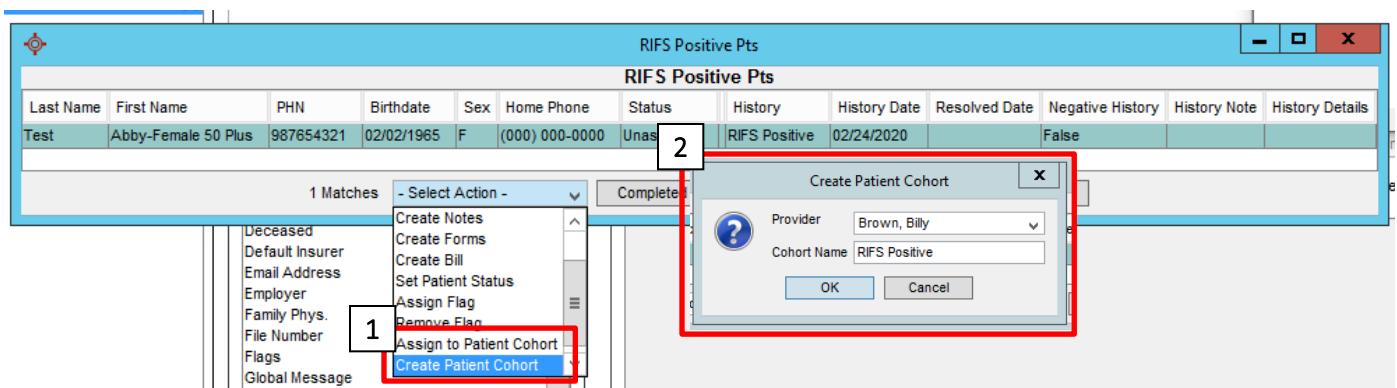 RIFS Positive Pts
X
RIFS Positive Pts
Last Name First Name PHN Birthdate Sex Home Phone Status History History Date Resolved Date Negative History History Note History Details
Test Abby-Female 50 Plus 987654321 02/02/1965 F (000) 000-0000 Unas RIFS Positive 02/24/2020 False
2
1 Matches - Select Action - Completed
Create Patient Cohort X
Provider Brown, Billy
Cohort Name RIFS Positive
OK Cancel
Create Notes
Create Forms
Create Bill
Set Patient Status
Assign Flag
Remove Flag
1
Assign to Patient Cohort
Create Patient Cohort
Deceased
Default Insurer
Email Address
Employer
Family Phys.
File Number
Flags
Global Message